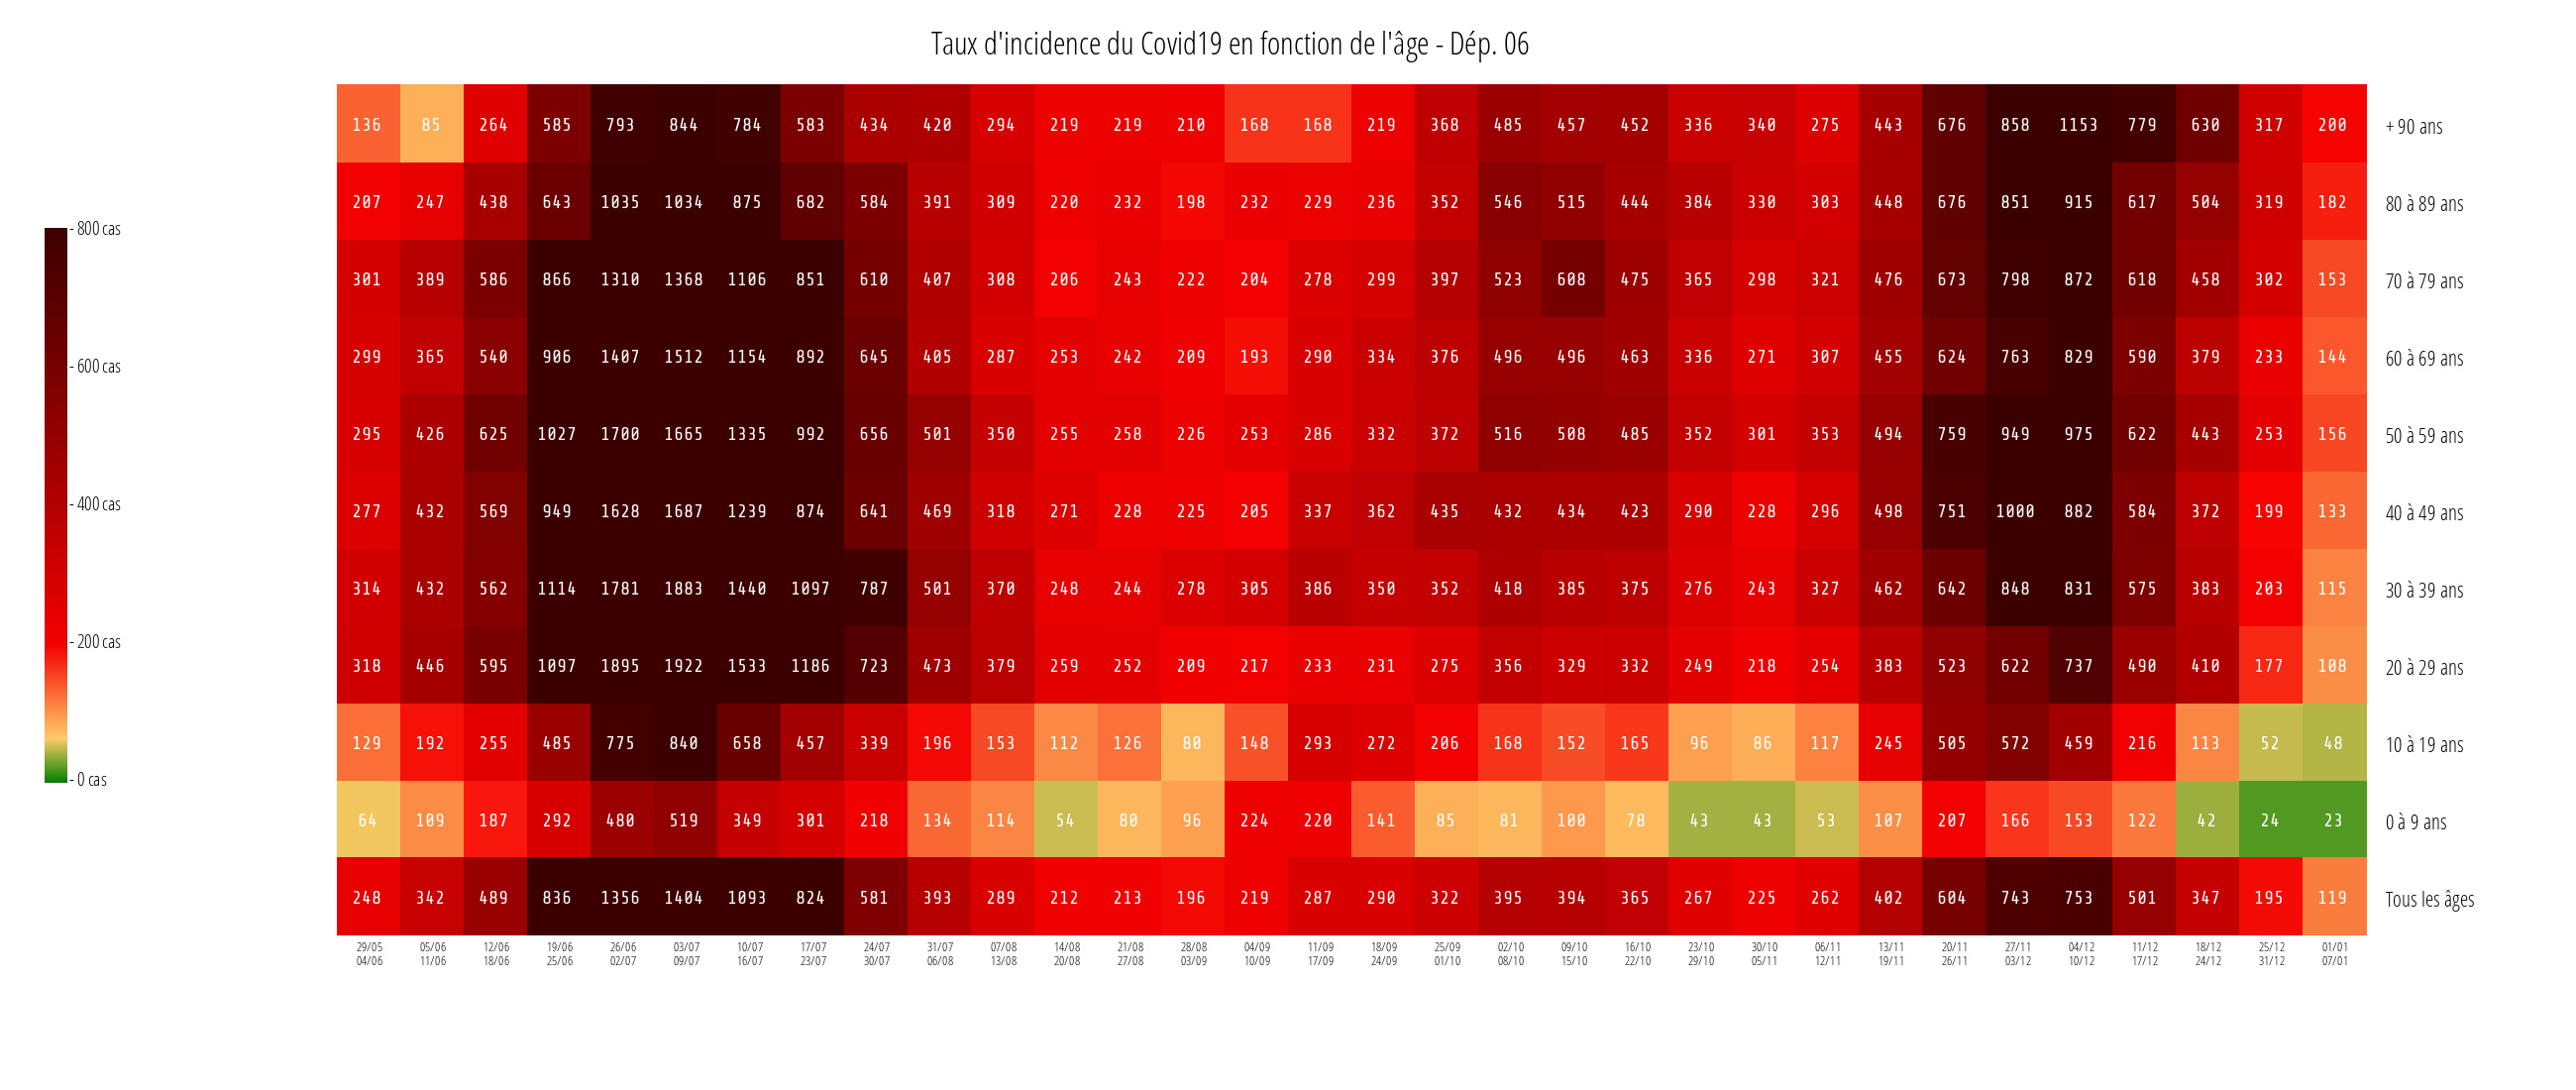 Taux d'incidence du Covid19 en fonction de l'âge - Dép. 06
- 800 cas
- 600 cas
- 400 cas
- 200 cas
- 0 cas
136 85 264 585 793 844 784 583 434 420 294 219 219 210 168 168 219 368 485 457 452 336 340 275 443 676 858 1153 779 630 317 200 + 90 ans
207 247 438 643 1035 1034 875 682 584 391 309 220 232 198 232 229 236 352 546 515 444 384 330 303 448 676 851 915 617 504 319 182 80 à 89 ans
301 389 586 866 1310 1368 1106 851 610 407 308 206 243 222 204 278 299 397 523 608 475 365 298 321 476 673 798 872 618 458 302 153 70 à 79 ans
299 365 540 906 1407 1512 1154 892 645 405 287 253 242 209 193 290 334 376 496 496 463 336 271 307 455 624 763 829 590 379 233 144 60 à 69 ans
295 426 625 1027 1700 1665 1335 992 656 501 350 255 258 226 253 286 332 372 516 508 485 352 301 353 494 759 949 975 622 443 253 156 50 à 59 ans
277 432 569 949 1628 1687 1239 874 641 469 318 271 228 225 205 337 362 435 432 434 423 290 228 296 498 751 1000 882 584 372 199 133 40 à 49 ans
314 432 562 1114 1781 1883 1440 1097 787 501 370 248 244 278 305 386 350 352 418 385 375 276 243 327 462 642 848 831 575 383 203 115 30 à 39 ans
318 446 595 1097 1895 1922 1533 1186 723 473 379 259 252 209 217 233 231 275 356 329 332 249 218 254 383 523 622 737 490 410 177 108 20 à 29 ans
129 192 255 485 775 840 658 457 339 196 153 112 126 80 148 293 272 206 168 152 165 96 86 117 245 505 572 459 216 113 52 48 10 à 19 ans
64 109 187 292 480 519 349 301 218 134 114 54 80 96 224 220 141 85 81 100 78 43 43 53 107 207 166 153 122 42 24 23 0 à 9 ans
248 342 489 836 1356 1404 1093 824 581 393 289 212 213 196 219 287 290 322 395 394 365 267 225 262 402 604 743 753 501 347 195 119 Tous les âges
29/05 05/06 12/06 19/06 26/06 03/07 10/07 17/07 24/07 31/07 07/08 14/08 21/08 28/08 04/09 11/09 18/09 25/09 02/10 09/10 16/10 23/10 30/10 06/11 13/11 20/11 27/11 04/12 11/12 18/12 25/12 01/01
04/06 11/06 18/06 25/06 02/07 09/07 16/07 23/07 30/07 06/08 13/08 20/08 27/08 03/09 10/09 17/09 24/09 01/10 08/10 15/10 22/10 29/10 05/11 12/11 19/11 26/11 03/12 10/12 17/12 24/12 31/12 07/01